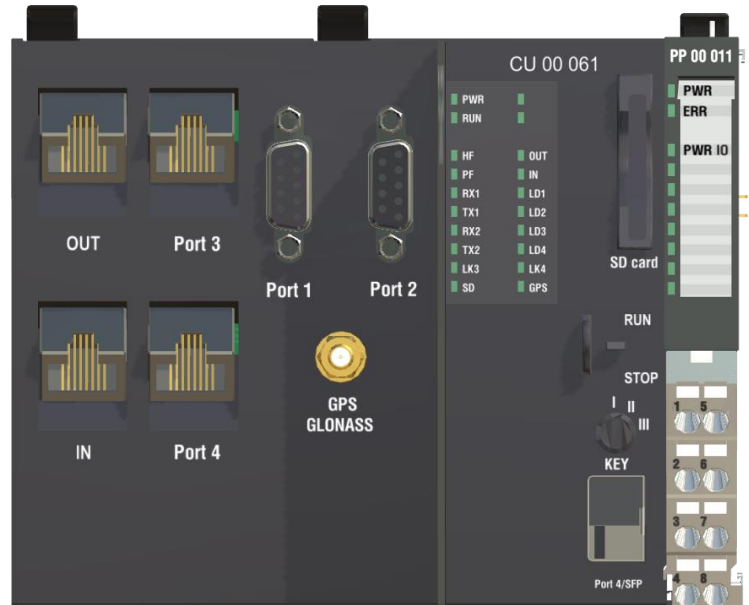 CU 00 061
PP 00 011
PWR
RUN
HF OUT
PF IN
RX1 LD1
TX1 LD2
RX2 LD3
TX2 LD4
LK3 LK4
SD GPS
PWR
ERR
PWR IO
OUT
Port 3
Port 1
Port 2
SD card
RUN
STOP
IN
Port 4
GPS
GLONASS
I
II
III
KEY
Port 4/SFP
1 5
2 6
3 7
4 8